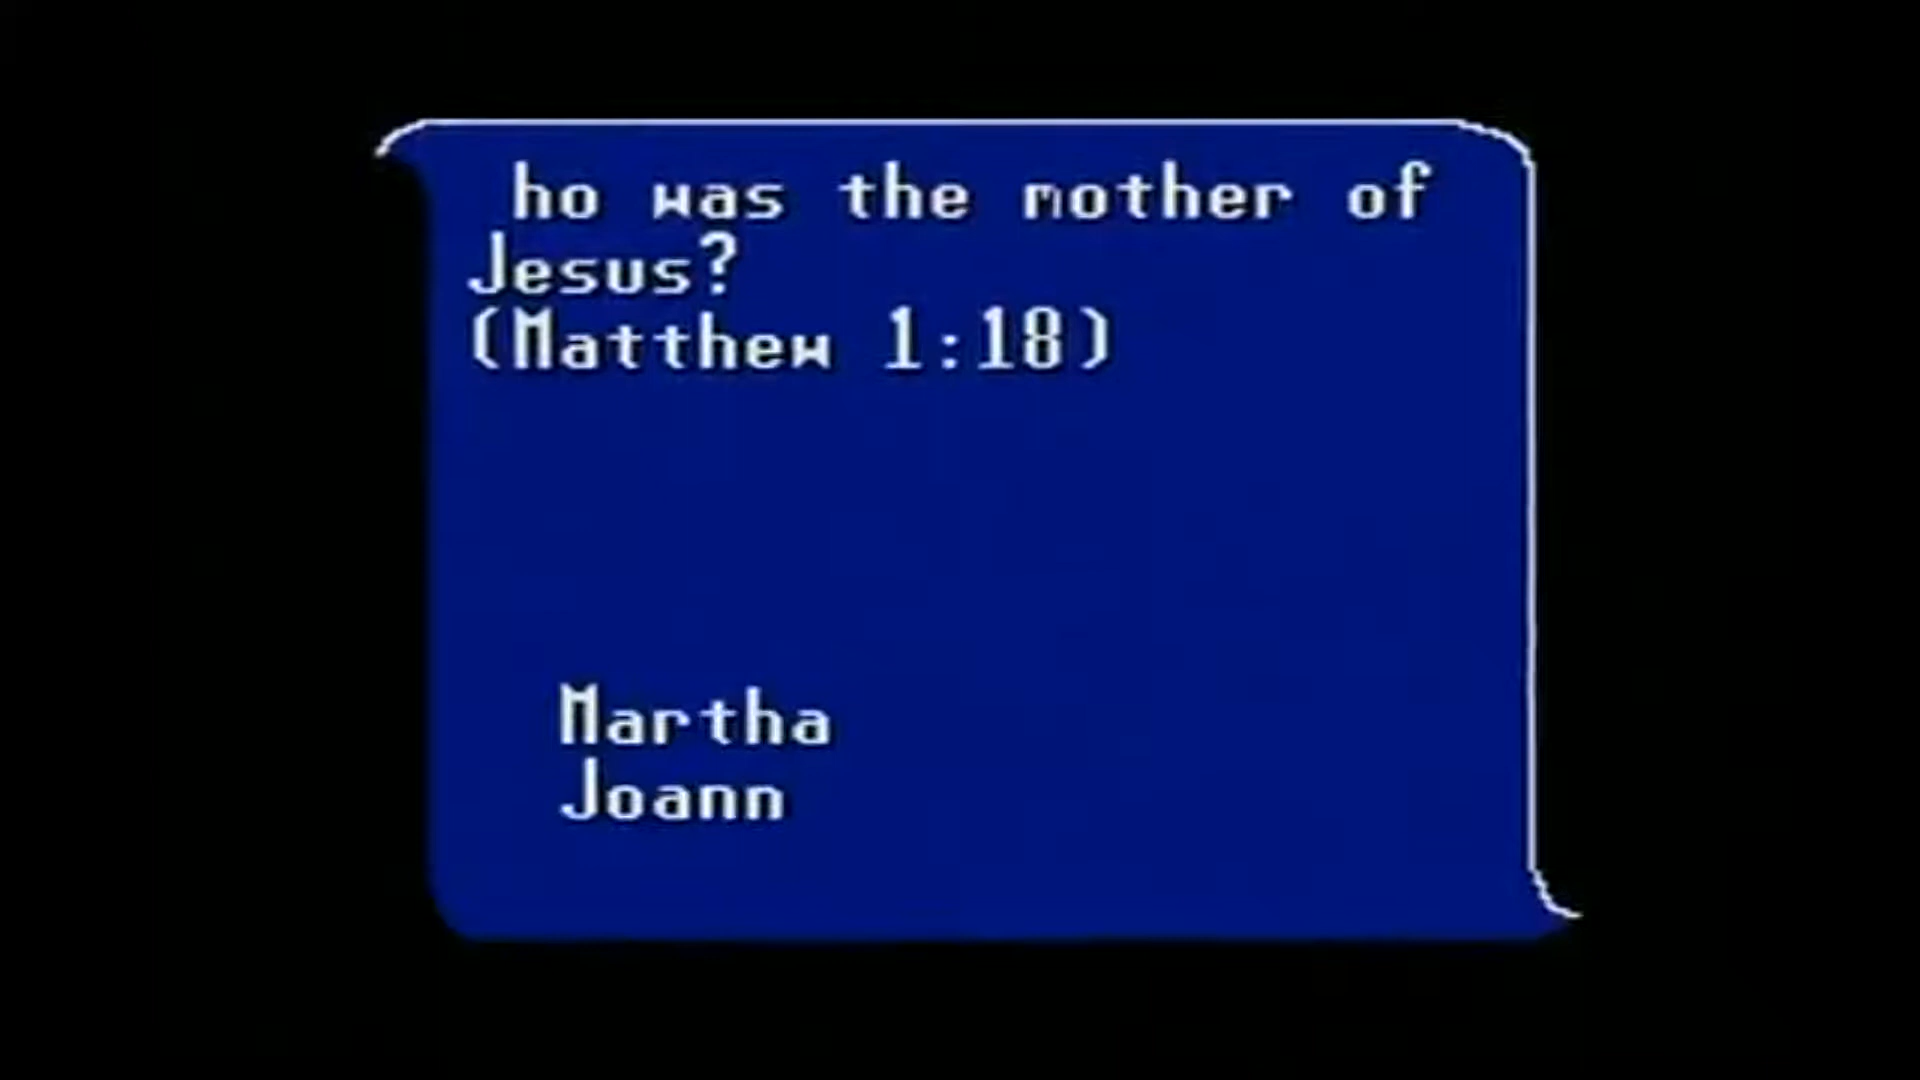 ho was the mother of
Jesus?
(Matthew 1:18)
Martha
Joann